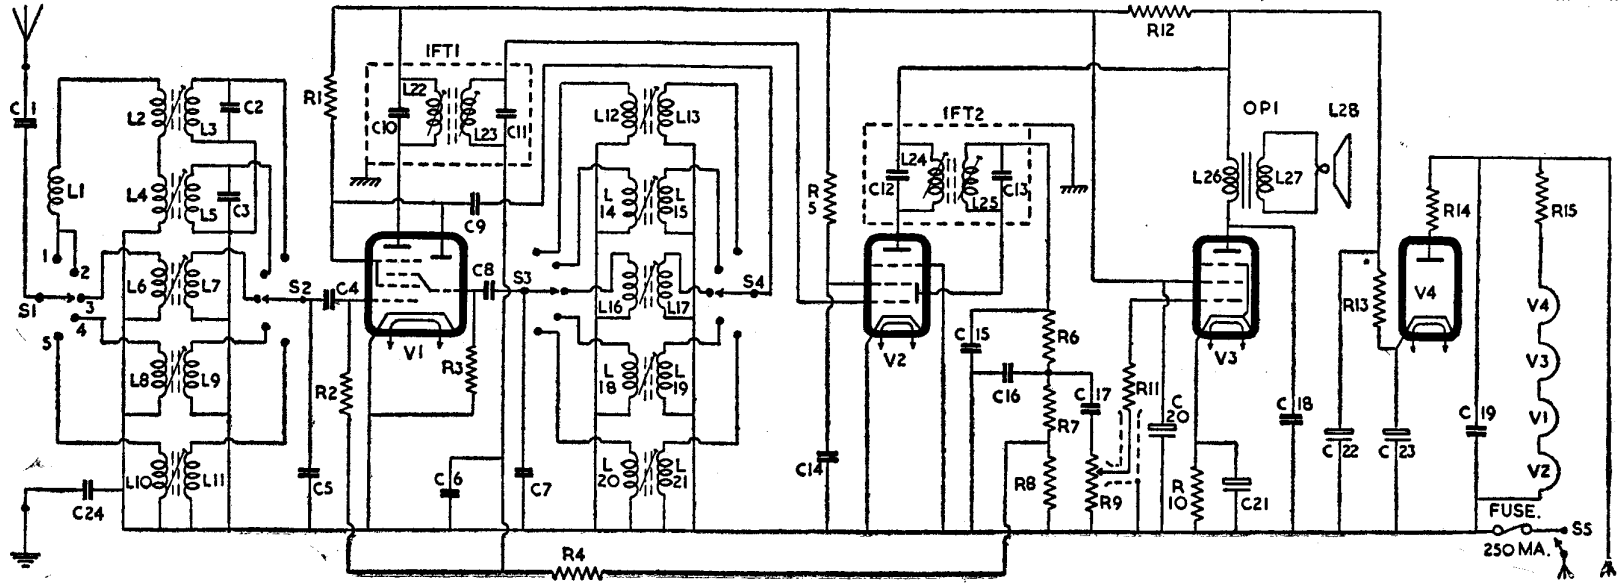 R12
IFT1
C1
L2
L3
C2
R1
L22
C10
L23
C11
L12
L13
IFT2
OP1
L28
L1
L4
L5
C3
C9
L14
L15
R5
C12
L24
L25
C13
L26
L27
R14
R15
1
2
3
4
5
S1
L6
L7
S2
C4
V1
C8
S3
L16
L17
S4
V2
V3
R13
V4
V4
V3
V1
V2
L8
L9
R2
R3
L18
L19
C15
C16
R6
R7
C17
R11
C20
C18
C22
C23
C19
L10
L11
C5
C6
C7
L20
L21
C14
R8
R9
R10
C21
C24
R4
FUSE.
250 MA.
S5